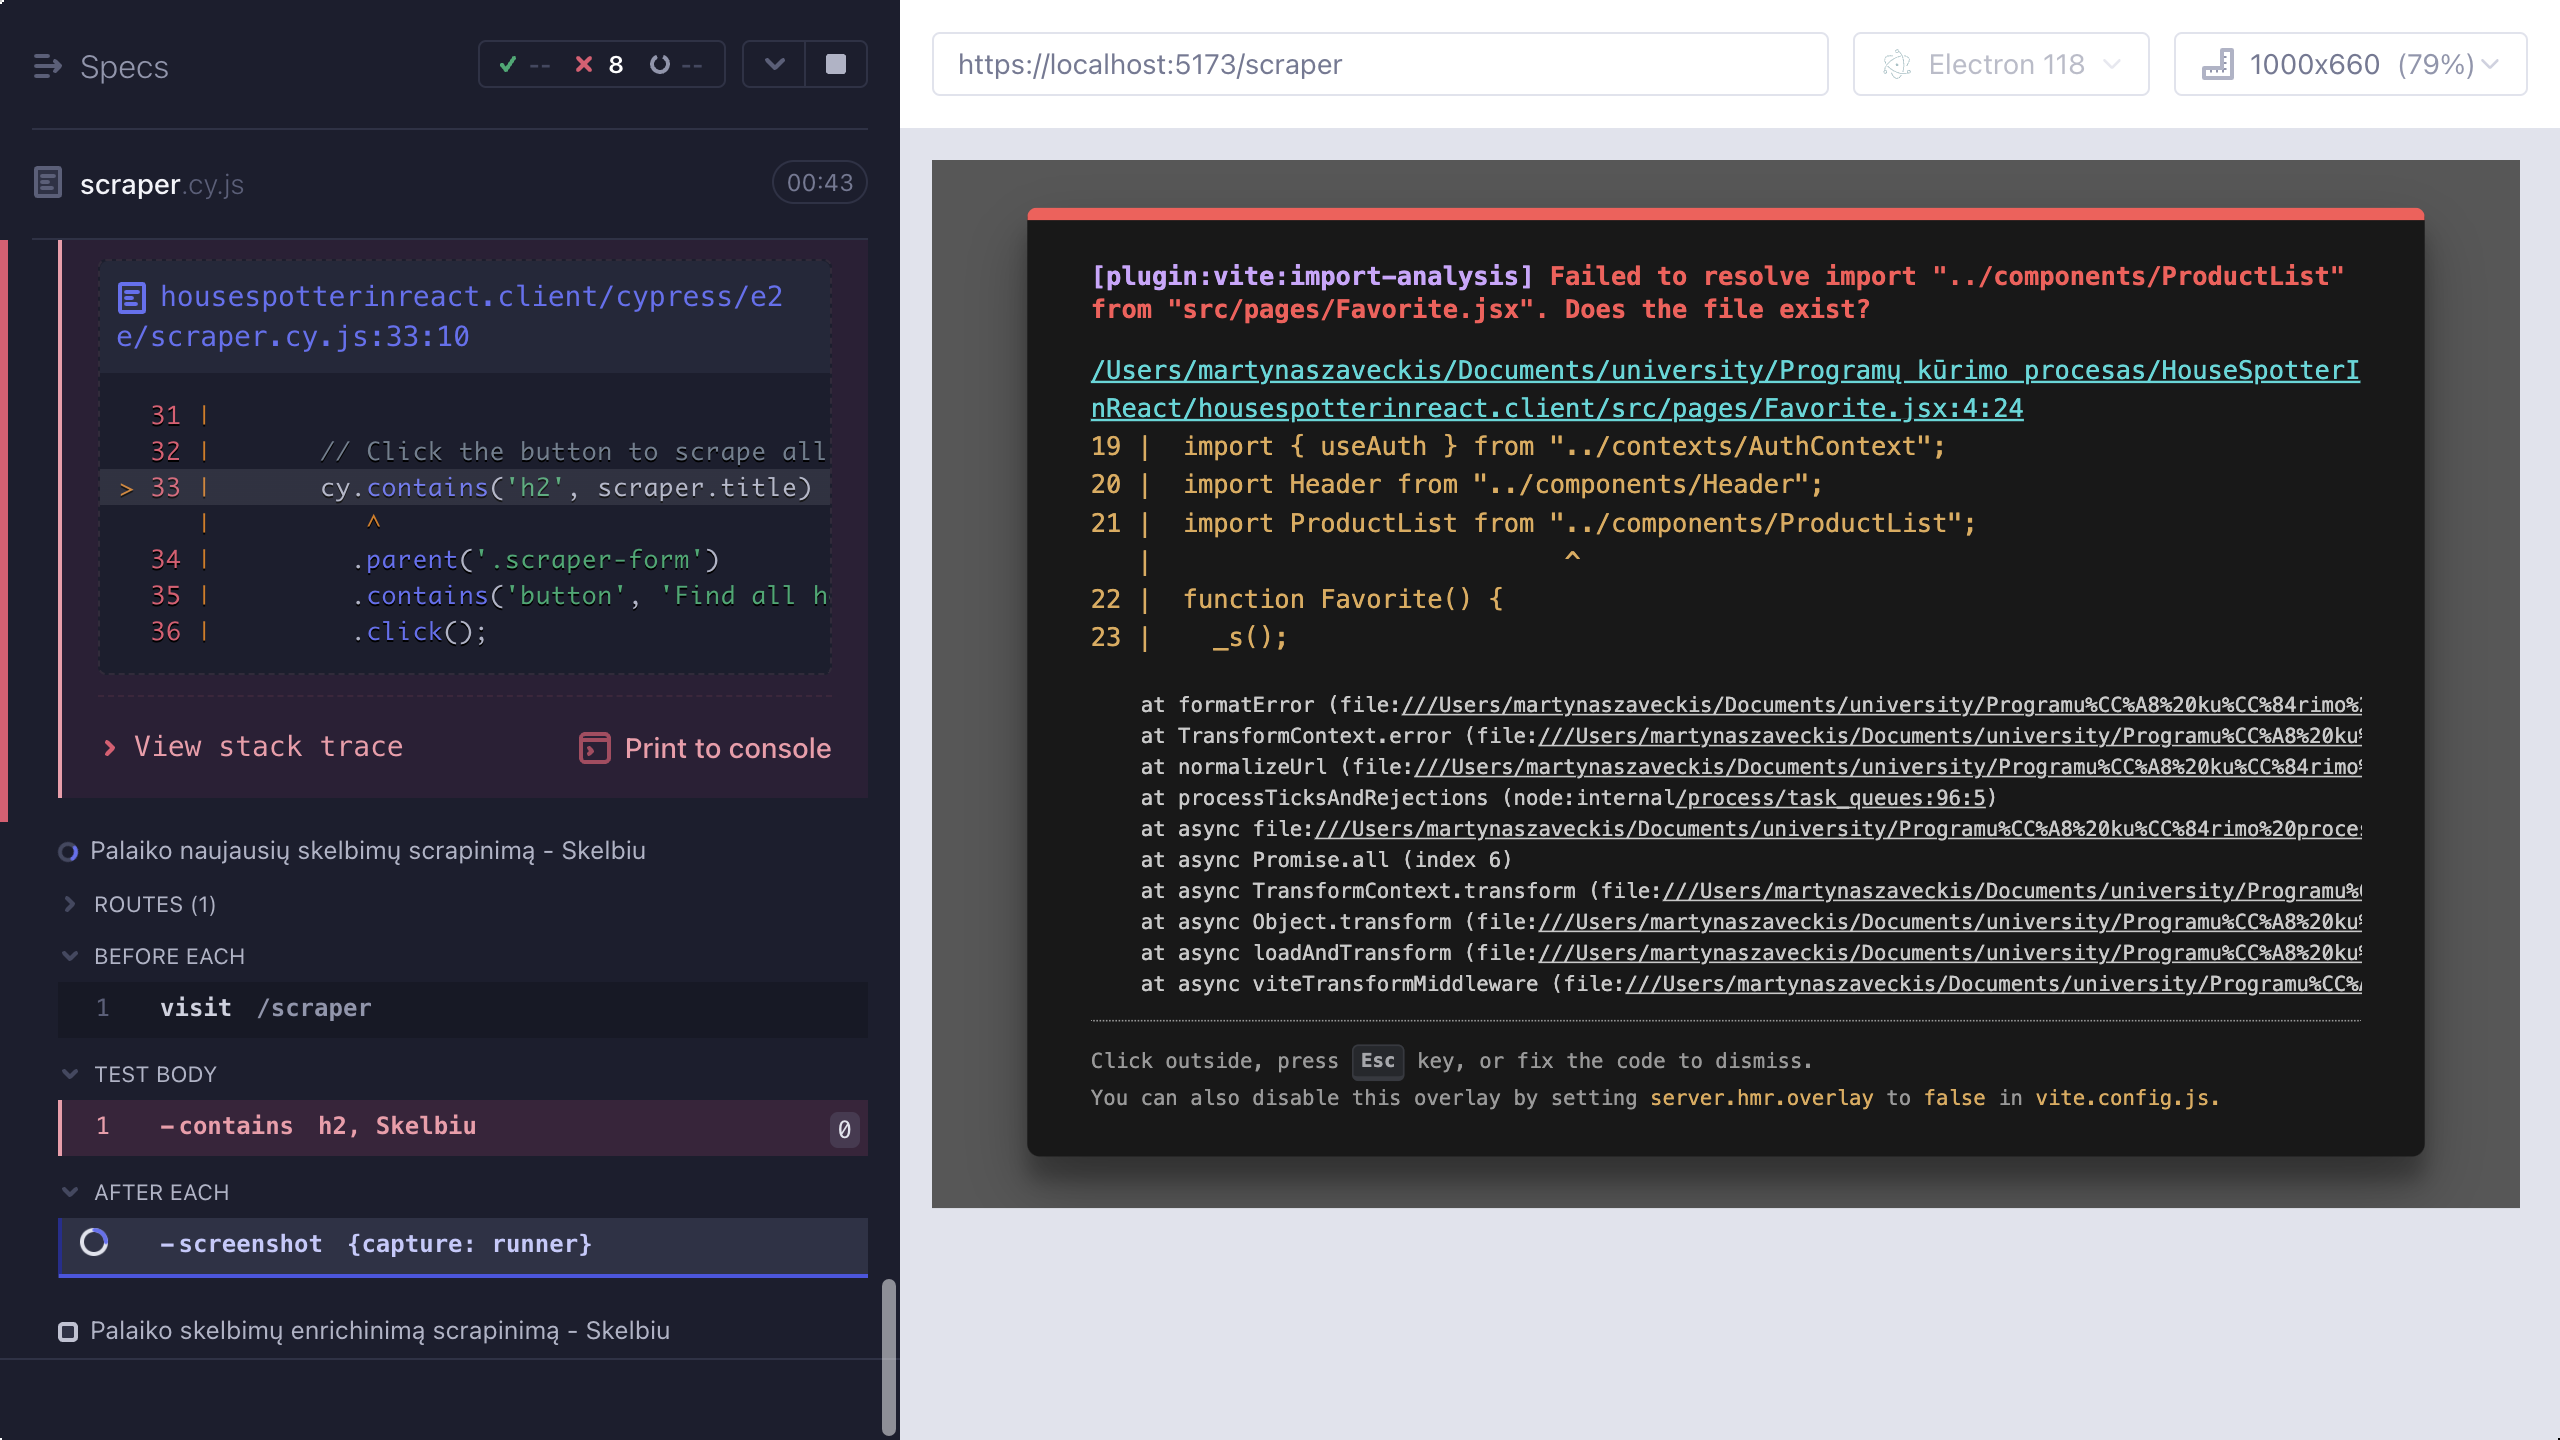 Specs
-- 8 --
scraper.cy.js
00:43
housespotterinreact.client/cypress/e2
e/scraper.cy.js:33:10
31 |
32 | // Click the button to scrape all
> 33 | cy.contains('h2', scraper.title)
| ^
34 | .parent('.scraper-form')
35 | .contains('button', 'Find all h
36 | .click();
View stack trace
Print to console
Palaiko naujausių skelbimų scrapinimą - Skelbiu
ROUTES (1)
BEFORE EACH
1 visit /scraper
TEST BODY
1 -contains h2, Skelbiu 0
AFTER EACH
-screenshot {capture: runner}
Palaiko skelbimų enrichinimą scrapinimą - Skelbiu
https://localhost:5173/scraper
Electron 118
1000x660 (79%)
[plugin:vite:import-analysis] Failed to resolve import "../components/ProductList"
from "src/pages/Favorite.jsx". Does the file exist?
/Users/martynaszaveckis/Documents/university/Programų kūrimo procesas/HouseSpotterI
nReact/housespotterinreact.client/src/pages/Favorite.jsx:4:24
19 | import { useAuth } from "../contexts/AuthContext";
20 | import Header from "../components/Header";
21 | import ProductList from "../components/ProductList";
| ^
22 | function Favorite() {
23 | _s();
at formatError (file:///Users/martynaszaveckis/Documents/university/Programu%CC%A8%20ku%CC%84rimo%2
at TransformContext.error (file:///Users/martynaszaveckis/Documents/university/Programu%CC%A8%20ku%
at normalizeUrl (file:///Users/martynaszaveckis/Documents/university/Programu%CC%A8%20ku%CC%84rimo%
at processTicksAndRejections (node:internal/process/task_queues:96:5)
at async file:///Users/martynaszaveckis/Documents/university/Programu%CC%A8%20ku%CC%84rimo%20proces
at async Promise.all (index 6)
at async TransformContext.transform (file:///Users/martynaszaveckis/Documents/university/Programu%C
at async Object.transform (file:///Users/martynaszaveckis/Documents/university/Programu%CC%A8%20ku%
at async loadAndTransform (file:///Users/martynaszaveckis/Documents/university/Programu%CC%A8%20ku%
at async viteTransformMiddleware (file:///Users/martynaszaveckis/Documents/university/Programu%CC%A
Click outside, press Esc key, or fix the code to dismiss.
You can also disable this overlay by setting server.hmr.overlay to false in vite.config.js.